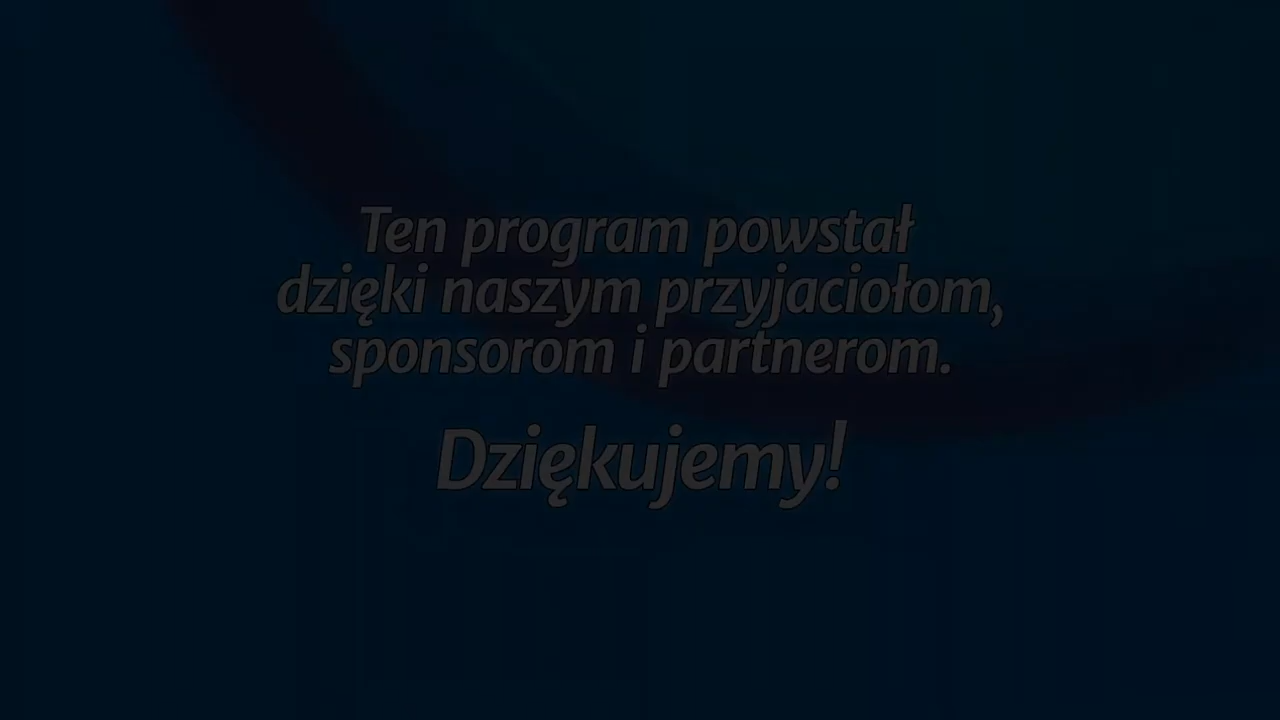 Ten program powstał
dzięki naszym przyjaciołom,
sponsorom i partnerom.
Dziękujemy!